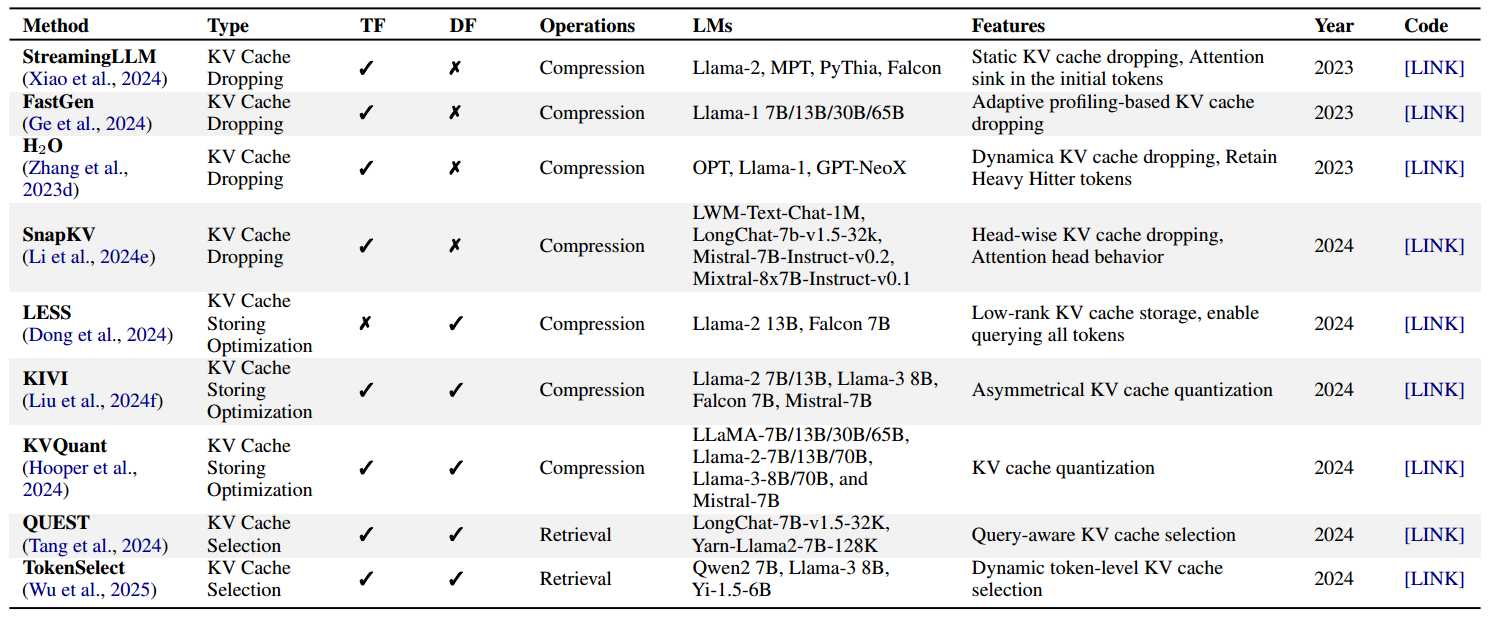 Method Type TF DF Operations LMs Features Year Code
StreamingLLM
(Xiao et al., 2024)
KV Cache
Dropping
✓ ✗ Compression Llama-2, MPT, PyThia, Falcon
Static KV cache dropping, Attention
sink in the initial tokens
2023 [LINK]
FastGen
(Ge et al., 2024)
KV Cache
Dropping
✓ ✗ Compression Llama-1 7B/13B/30B/65B
Adaptive profiling-based KV cache
dropping
2023 [LINK]
H₂O
(Zhang et al.,
2023d)
KV Cache
Dropping
✓ ✗ Compression OPT, Llama-1, GPT-NeoX
Dynamica KV cache dropping, Retain
Heavy Hitter tokens
2023 [LINK]
SnapKV
(Li et al., 2024e)
KV Cache
Dropping
✓ ✗ Compression
LWM-Text-Chat-1M,
LongChat-7b-v1.5-32k,
Mistral-7B-Instruct-v0.2,
Mixtral-8x7B-Instruct-v0.1
Head-wise KV cache dropping,
Attention head behavior
2024 [LINK]
LESS
(Dong et al., 2024)
KV Cache
Storing
Optimization
✗ ✓ Compression Llama-2 13B, Falcon 7B
Low-rank KV cache storage, enable
querying all tokens
2024 [LINK]
KIVI
(Liu et al., 2024f)
KV Cache
Storing
Optimization
✓ ✓ Compression
Llama-2 7B/13B, Llama-3 8B,
Falcon 7B, Mistral-7B
Asymmetrical KV cache quantization
2024 [LINK]
KVQuant
(Hooper et al.,
2024)
KV Cache
Storing
Optimization
✓ ✓ Compression
LLaMA-7B/13B/30B/65B,
Llama-2-7B/13B/70B,
Llama-3-8B/70B, and
Mistral-7B
KV cache quantization
2024 [LINK]
QUEST
(Tang et al., 2024)
KV Cache
Selection
✓ ✓ Retrieval
LongChat-7B-v1.5-32K,
Yarn-Llama2-7B-128K
Query-aware KV cache selection
2024 [LINK]
TokenSelect
(Wu et al., 2025)
KV Cache
Selection
✓ ✓ Retrieval
Qwen2 7B, Llama-3 8B,
Yi-1.5-6B
Dynamic token-level KV cache
selection
2024 [LINK]